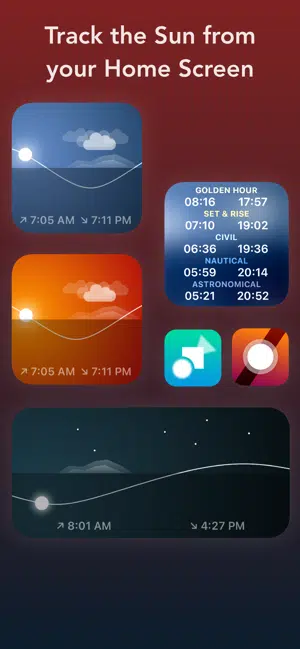 Track the Sun from
your Home Screen
↗ 7:05 AM ↘ 7:11 PM
GOLDEN HOUR
08:16 17:57
SET & RISE
07:10 19:02
CIVIL
06:36 19:36
NAUTICAL
05:59 20:14
ASTRONOMICAL
05:21 20:52
↗ 7:05 AM ↘ 7:11 PM
↗ 8:01 AM ↘ 4:27 PM